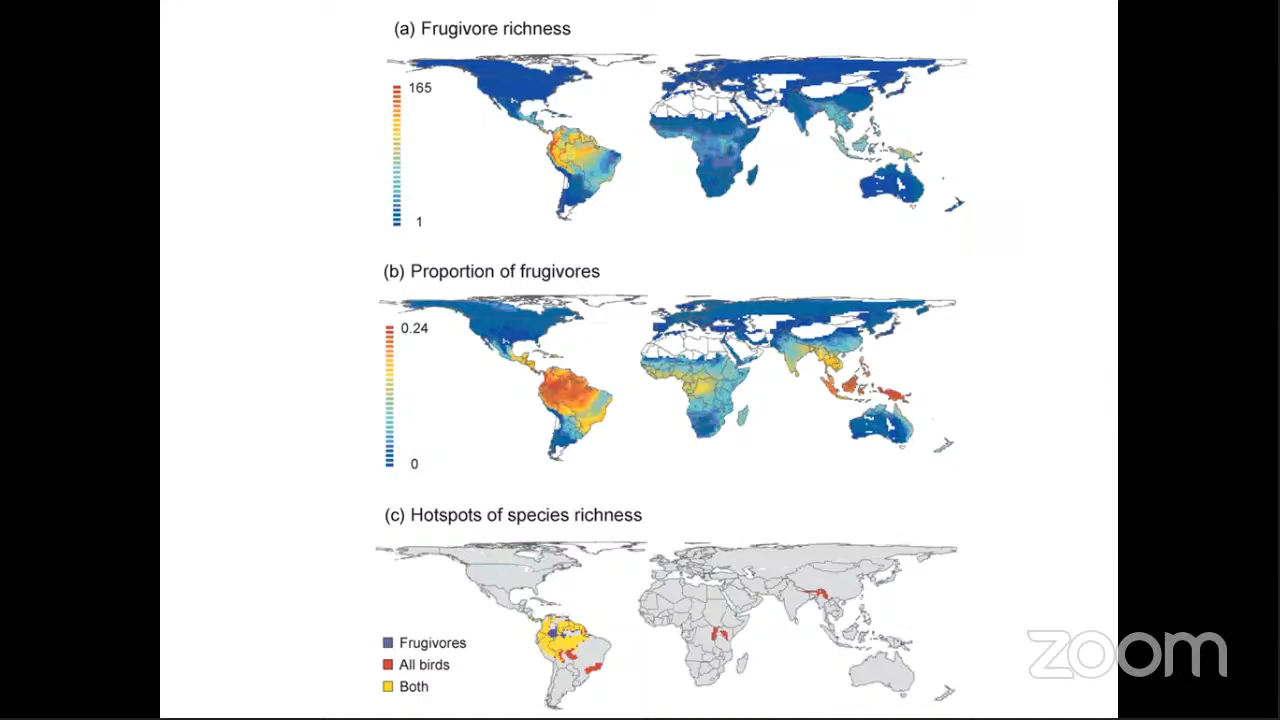 (a) Frugivore richness
165
1
(b) Proportion of frugivores
0.24
0
(c) Hotspots of species richness
Frugivores
All birds
Both
zoom